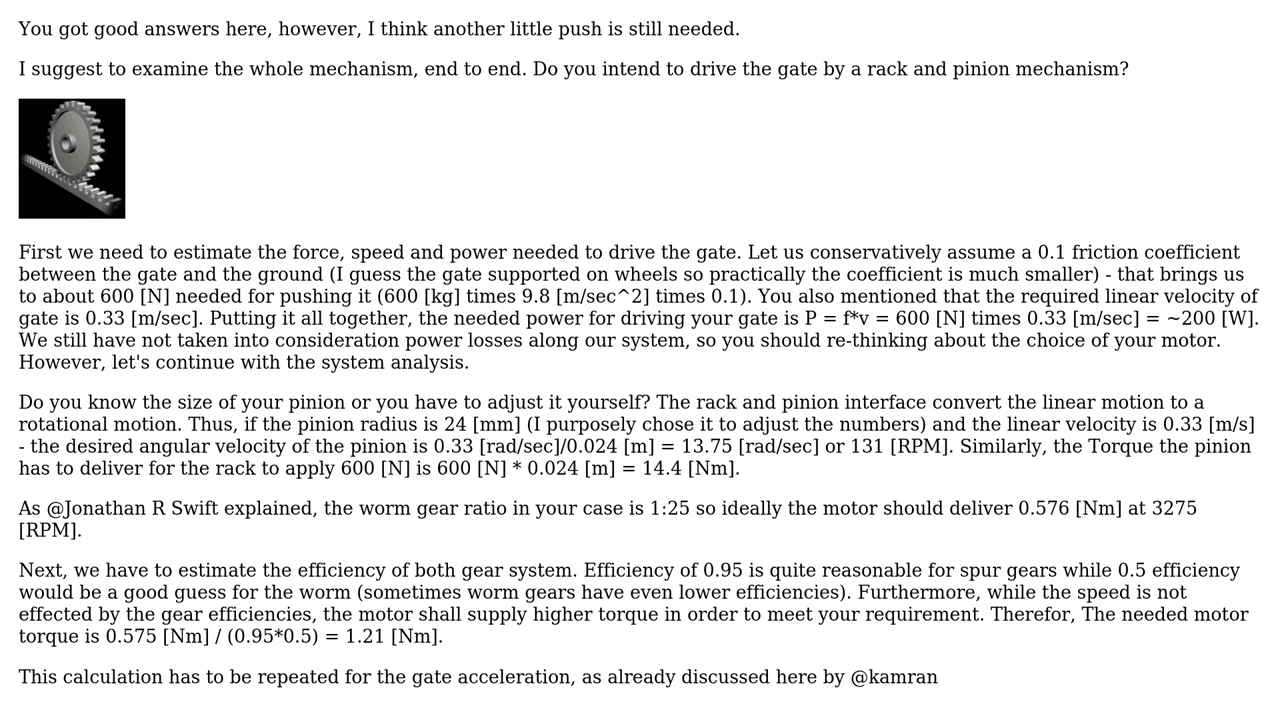 You got good answers here, however, I think another little push is still needed.
I suggest to examine the whole mechanism, end to end. Do you intend to drive the gate by a rack and pinion mechanism?
First we need to estimate the force, speed and power needed to drive the gate. Let us conservatively assume a 0.1 friction coefficient
between the gate and the ground (I guess the gate supported on wheels so practically the coefficient is much smaller) - that brings us
to about 600 [N] needed for pushing it (600 [kg] times 9.8 [m/sec^2] times 0.1). You also mentioned that the required linear velocity of
gate is 0.33 [m/sec]. Putting it all together, the needed power for driving your gate is P = f*v = 600 [N] times 0.33 [m/sec] = ~200 [W].
We still have not taken into consideration power losses along our system, so you should re-thinking about the choice of your motor.
However, let's continue with the system analysis.
Do you know the size of your pinion or you have to adjust it yourself? The rack and pinion interface convert the linear motion to a
rotational motion. Thus, if the pinion radius is 24 [mm] (I purposely chose it to adjust the numbers) and the linear velocity is 0.33 [m/s]
- the desired angular velocity of the pinion is 0.33 [rad/sec]/0.024 [m] = 13.75 [rad/sec] or 131 [RPM]. Similarly, the Torque the pinion
has to deliver for the rack to apply 600 [N] is 600 [N] * 0.024 [m] = 14.4 [Nm].
As @Jonathan R Swift explained, the worm gear ratio in your case is 1:25 so ideally the motor should deliver 0.576 [Nm] at 3275
[RPM].
Next, we have to estimate the efficiency of both gear system. Efficiency of 0.95 is quite reasonable for spur gears while 0.5 efficiency
would be a good guess for the worm (sometimes worm gears have even lower efficiencies). Furthermore, while the speed is not
effected by the gear efficiencies, the motor shall supply higher torque in order to meet your requirement. Therefor, The needed motor
torque is 0.575 [Nm] / (0.95*0.5) = 1.21 [Nm].
This calculation has to be repeated for the gate acceleration, as already discussed here by @kamran